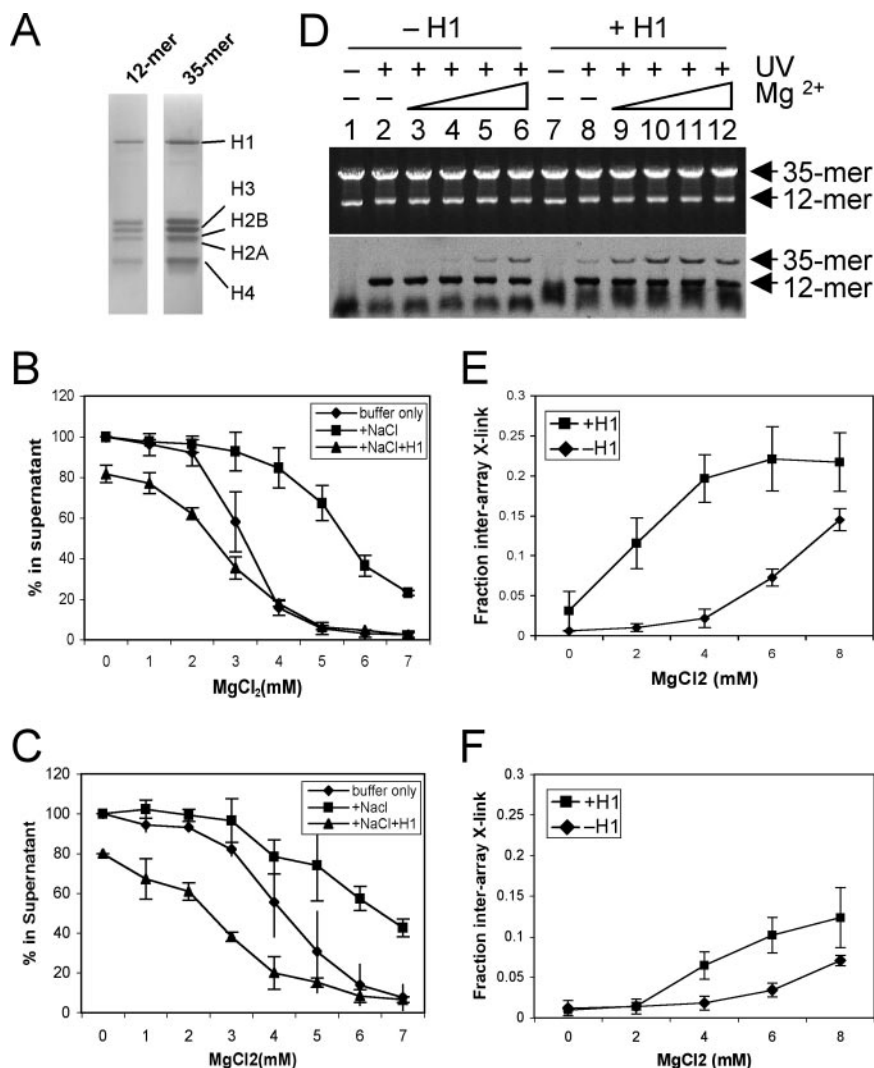 A
12-mer
35-mer
H1
H3
H2B
H2A
H4
D
– H1
+ H1
– + + + + + – + + + + + UV
– – – – Mg 2+
1 2 3 4 5 6 7 8 9 10 11 12
35-mer
12-mer
35-mer
12-mer
B
% in supernatant
120
100
80
60
40
20
0
buffer only
+NaCl
+NaCl+H1
0 1 2 3 4 5 6 7
MgCl2(mM)
E
Fraction inter-array X-link
0.3
0.25
0.2
0.15
0.1
0.05
0
+H1
–H1
0 2 4 6 8
MgCl2 (mM)
C
% in Supernatant
120
100
80
60
40
20
0
buffer only
+Nacl
+NaCl+H1
0 1 2 3 4 5 6 7
MgCl2(mM)
F
Fraction inter-array X-link
0.3
0.25
0.2
0.15
0.1
0.05
0
+H1
–H1
0 2 4 6 8
MgCl2 (mM)